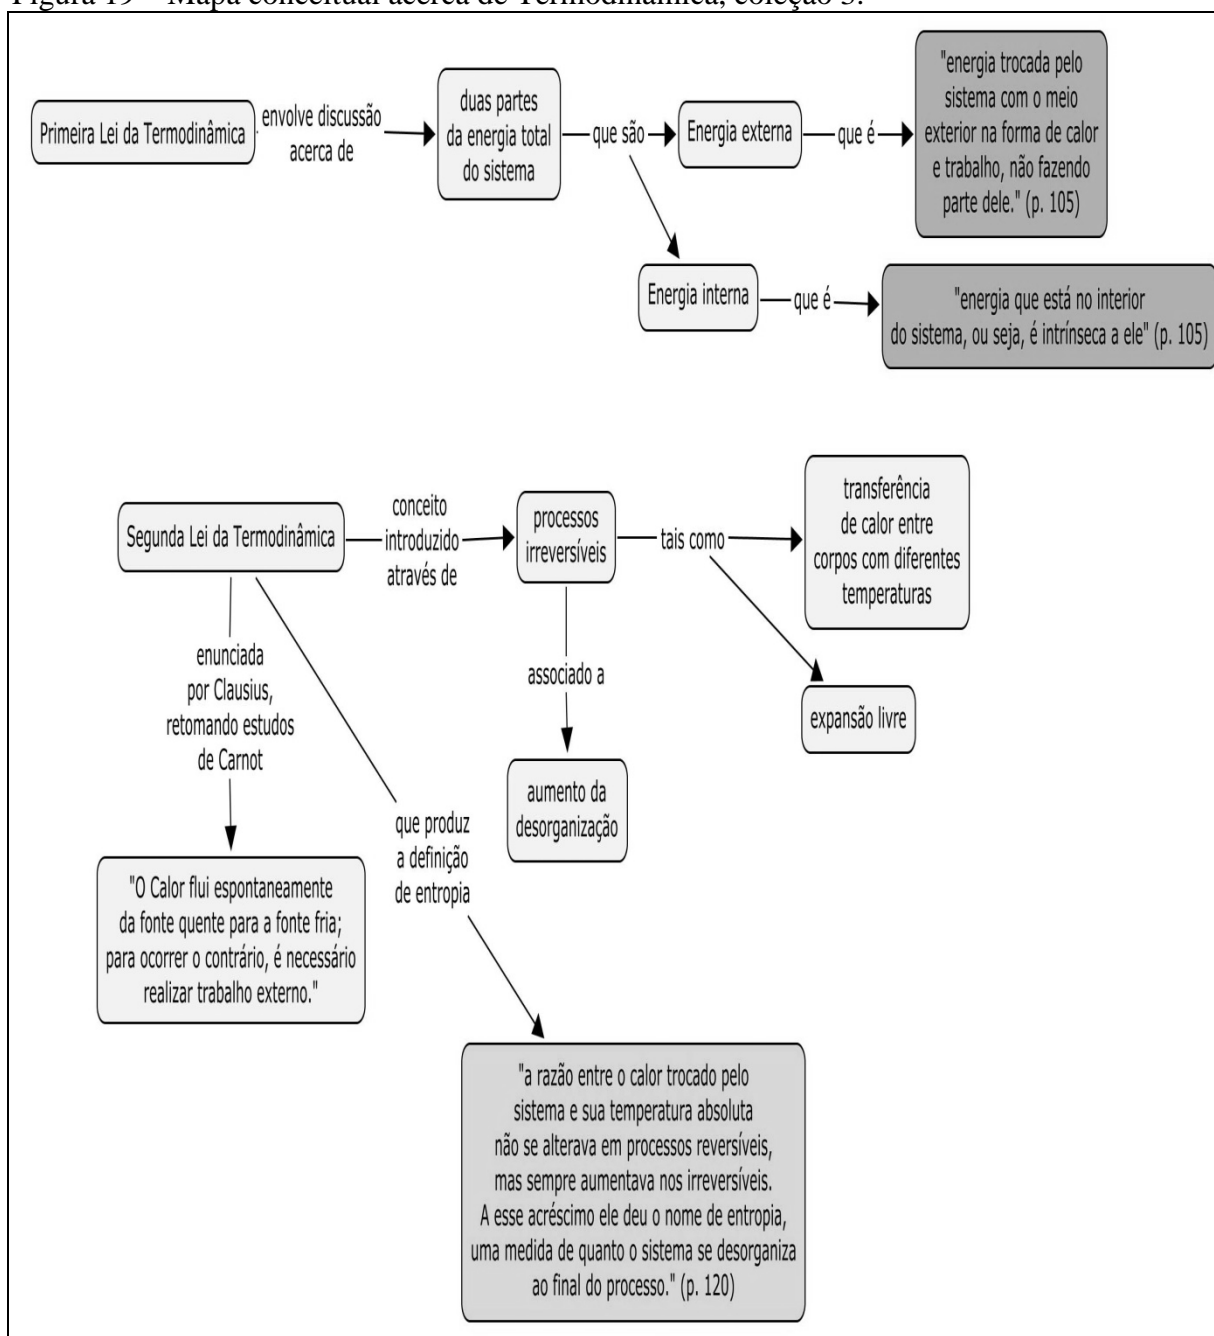 Figura 19 – Mapa conceitual acerca de Termodinâmica, coleção 3.
Primeira Lei da Termodinâmica
envolve discussão
acerca de
duas partes
da energia total
do sistema
que são
Energia externa
que é
"energia trocada pelo
sistema com o meio
exterior na forma de calor
e trabalho, não fazendo
parte dele." (p. 105)
Energia interna
que é
"energia que está no interior
do sistema, ou seja, é intrínseca a ele" (p. 105)
Segunda Lei da Termodinâmica
conceito
introduzido
através de
processos
irreversíveis
tais como
transferência
de calor entre
corpos com diferentes
temperaturas
expansão livre
associado a
aumento da
desorganização
enunciada
por Clausius,
retomando estudos
de Carnot
"O Calor flui espontaneamente
da fonte quente para a fonte fria;
para ocorrer o contrário, é necessário
realizar trabalho externo."
que produz
a definição
de entropia
"a razão entre o calor trocado pelo
sistema e sua temperatura absoluta
não se alterava em processos reversíveis,
mas sempre aumentava nos irreversíveis.
A esse acréscimo ele deu o nome de entropia,
uma medida de quanto o sistema se desorganiza
ao final do processo." (p. 120)